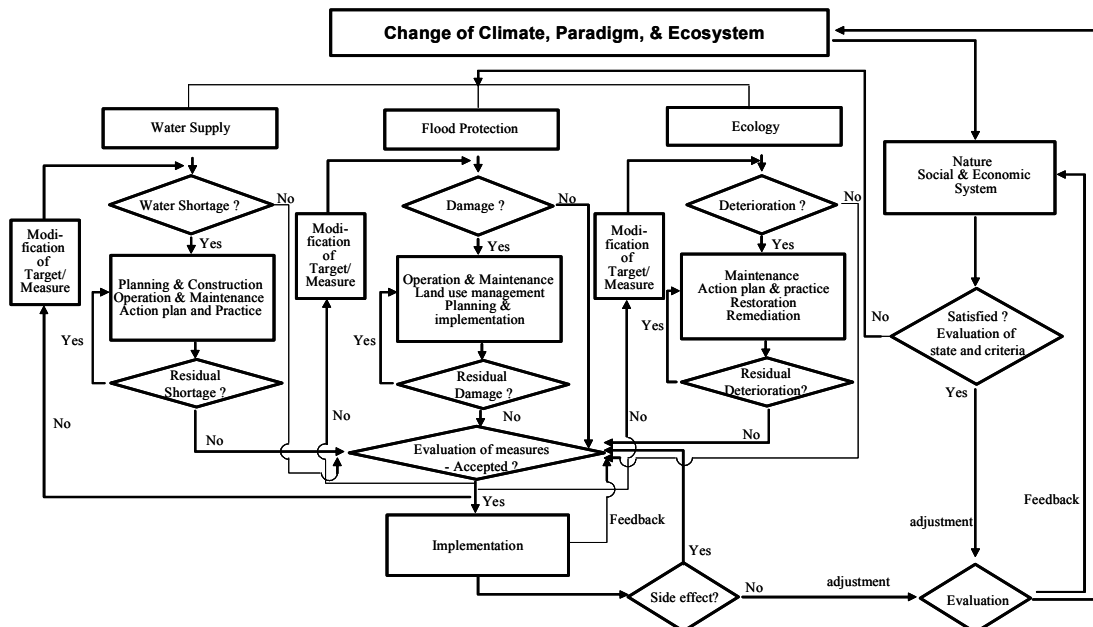 Change of Climate, Paradigm, & Ecosystem
Water Supply
Flood Protection
Ecology
Nature
Social & Economic
System
Water Shortage ?
No
Damage ?
No
Deterioration ?
No
Modi-
fication
of
Target/
Measure
Yes
Modi-
fication
of
Target/
Measure
Yes
Modi-
fication
of
Target/
Measure
Yes
Planning & Construction
Operation & Maintenance
Action plan and Practice
Operation & Maintenance
Land use management
Planning &
implementation
Maintenance
Action plan & practice
Restoration
Remediation
No
Satisfied ?
Evaluation of
state and criteria
Yes
Yes
Yes
Yes
Residual
Shortage ?
Residual
Damage ?
Residual
Deterioration?
No
No
No
No
No
No
Evaluation of measures
- Accepted ?
Yes
Feedback
Feedback
Implementation
adjustment
Yes
Side effect?
No
adjustment
Evaluation